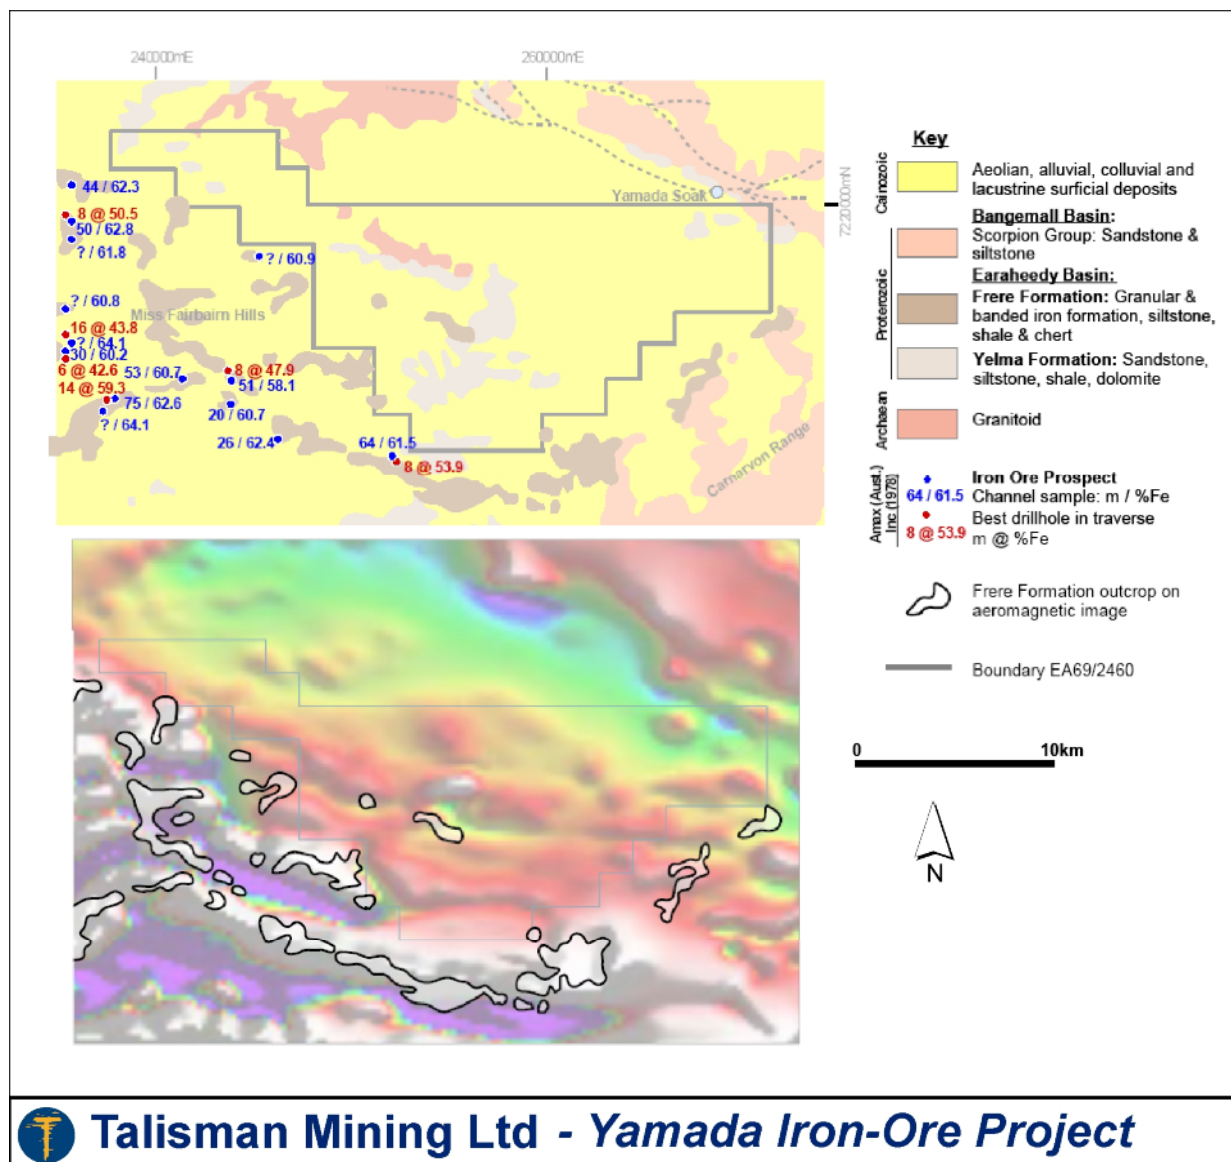 240000mE
260000mE
7220000mN
Yamada Soak
44 / 62.3
8 @ 50.5
50 / 62.8
? / 61.8
? / 60.9
? / 60.8
Miss Fairbairn Hills
16 @ 43.8
? / 64.1
30 / 60.2
6 @ 42.6
53 / 60.7
8 @ 47.9
14 @ 59.3
51 / 58.1
75 / 62.6
20 / 60.7
? / 64.1
26 / 62.4
64 / 61.5
8 @ 53.9
Carnarvon Range
Key
Cainozoic
Aeolian, alluvial, colluvial and
lacustrine surficial deposits
Proterozoic
Bangemall Basin:
Scorpion Group: Sandstone &
siltstone
Earaheedy Basin:
Frere Formation: Granular &
banded iron formation, siltstone,
shale & chert
Yelma Formation: Sandstone,
siltstone, shale, dolomite
Archaean
Granitoid
Amax (Aust.)
Inc (1978)
Iron Ore Prospect
64 / 61.5 Channel sample: m / %Fe
Best drillhole in traverse
8 @ 53.9 m @ %Fe
Frere Formation outcrop on
aeromagnetic image
Boundary EA69/2460
0 10km
N
Talisman Mining Ltd - Yamada Iron-Ore Project